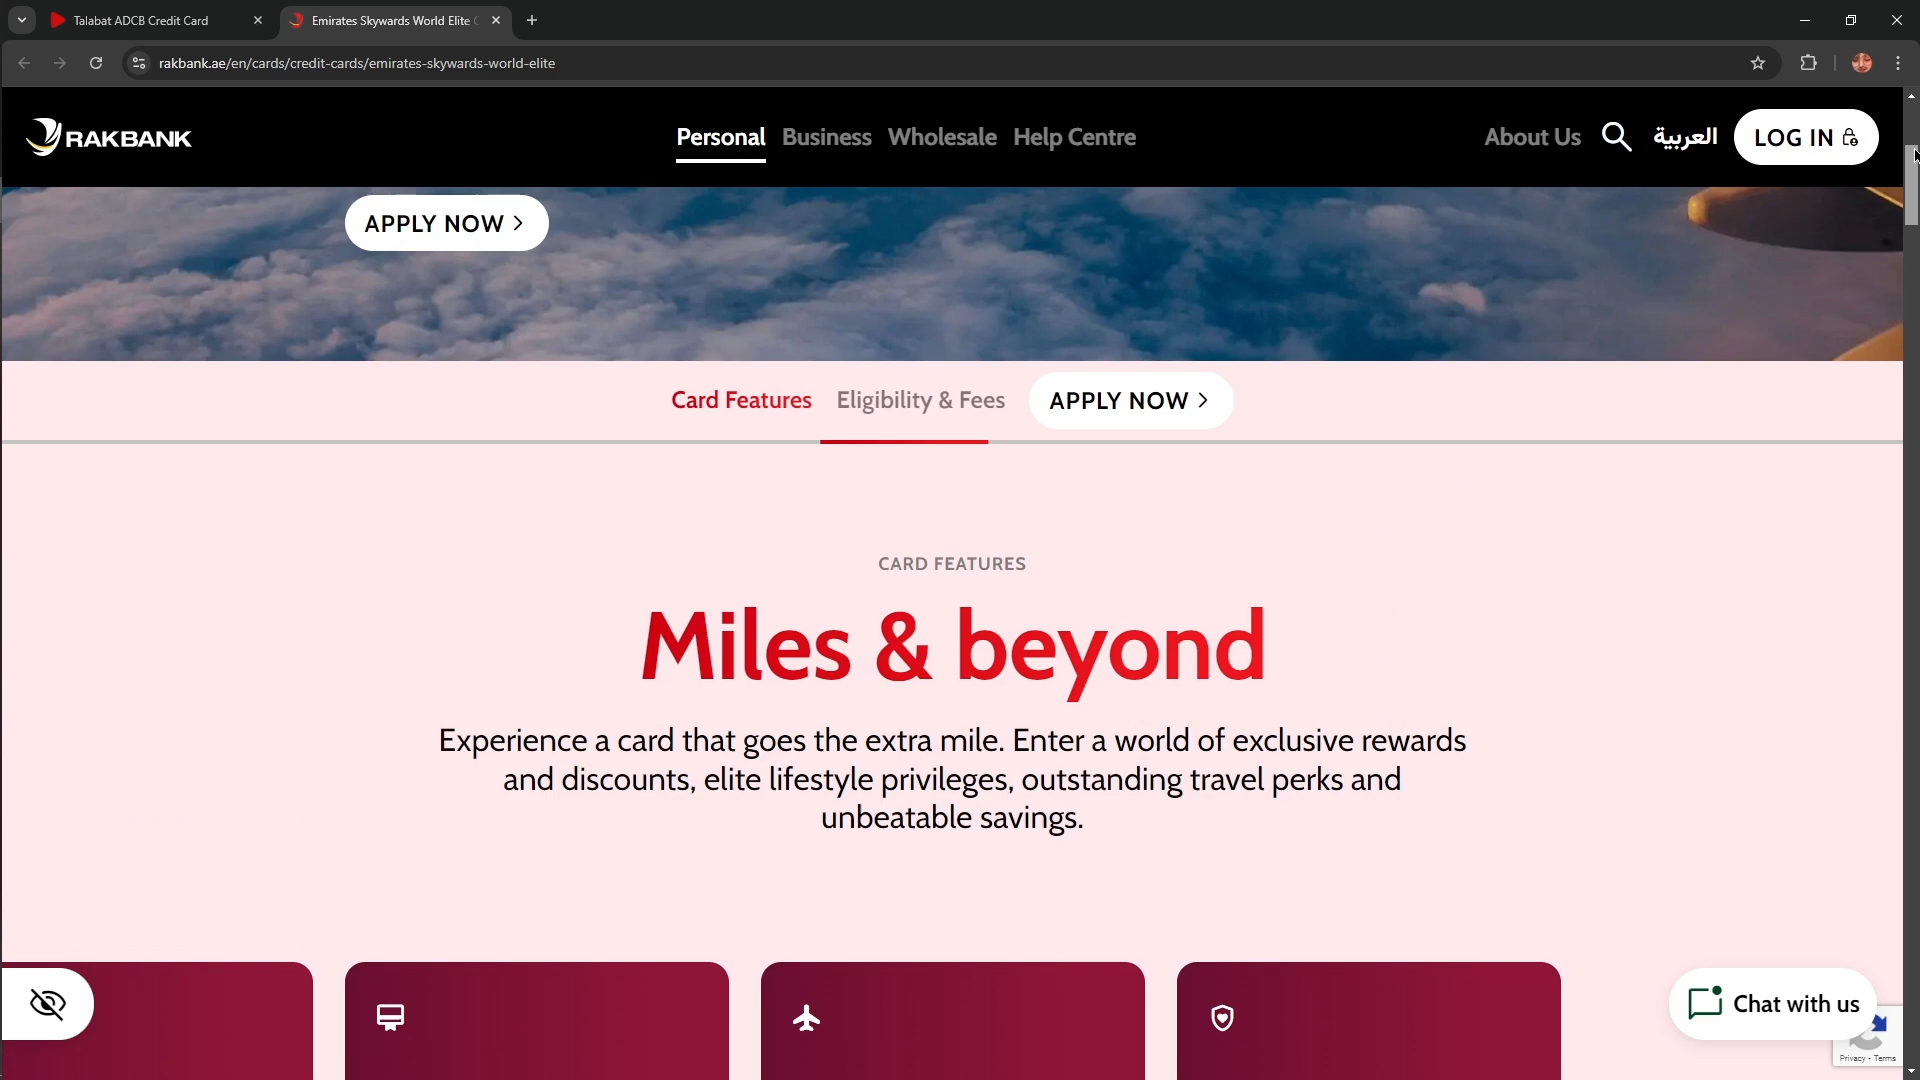 Talabat ADCB Credit Card
Emirates Skywards World Elite
rakbank.ae/en/cards/credit-cards/emirates-skywards-world-elite
RAKBANK
Personal Business Wholesale Help Centre
About Us العربية LOG IN
APPLY NOW >
Card Features Eligibility & Fees APPLY NOW >
CARD FEATURES
Miles & beyond
Experience a card that goes the extra mile. Enter a world of exclusive rewards
and discounts, elite lifestyle privileges, outstanding travel perks and
unbeatable savings.
Chat with us
Privacy - Terms